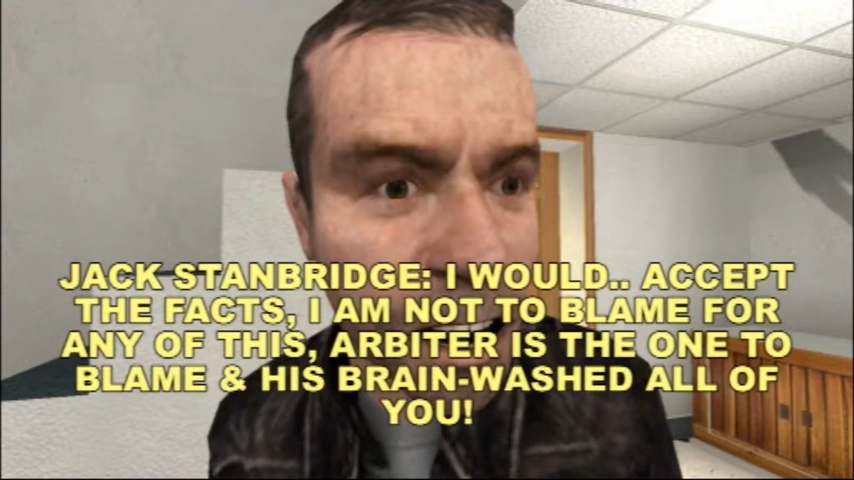 JACK STANBRIDGE: I WOULD.. ACCEPT
THE FACTS, I AM NOT TO BLAME FOR
ANY OF THIS, ARBITER IS THE ONE TO
BLAME & HIS BRAIN-WASHED ALL OF
YOU!